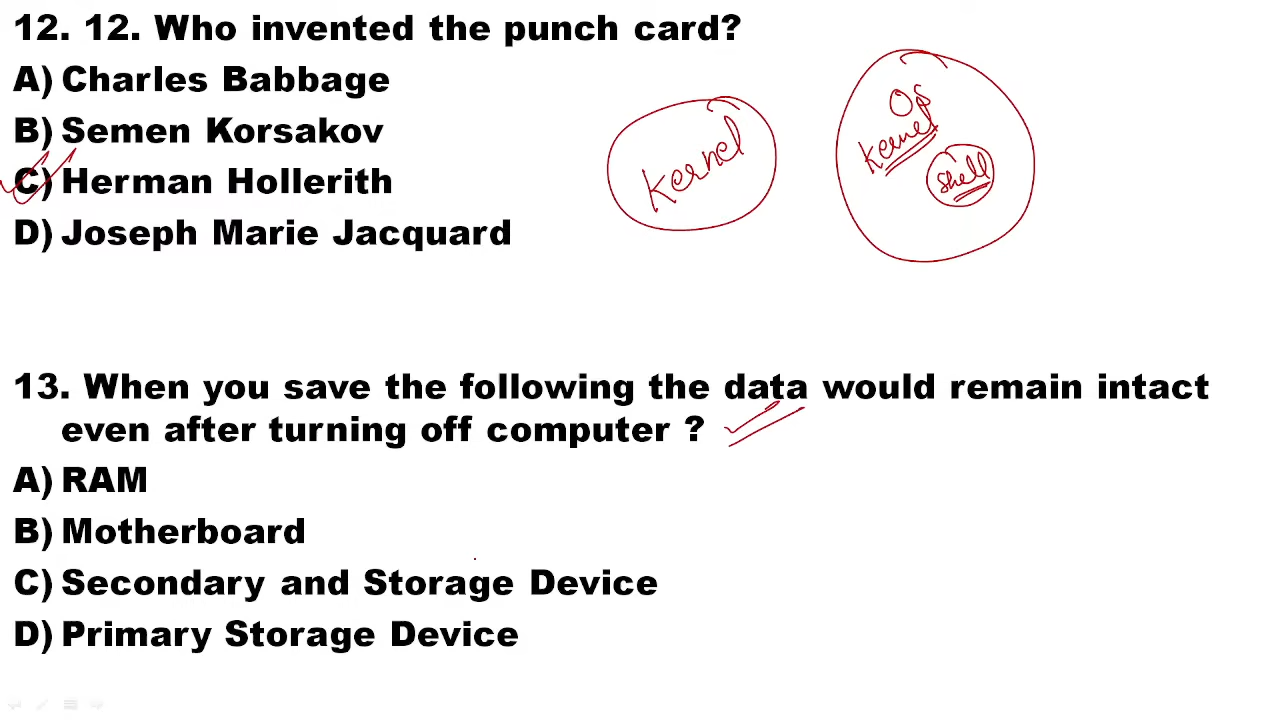 12. 12. Who invented the punch card?
A) Charles Babbage
B) Semen Korsakov
C) Herman Hollerith
D) Joseph Marie Jacquard
Kernel
Os
Kernel
Shell
13. When you save the following the data would remain intact
even after turning off computer ?
A) RAM
B) Motherboard
C) Secondary and Storage Device
D) Primary Storage Device